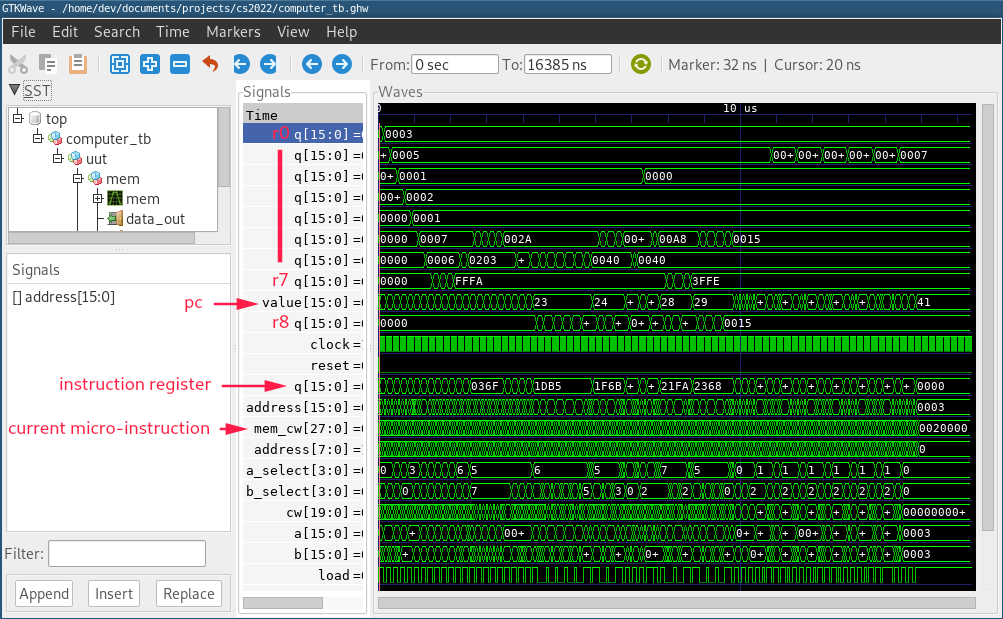 GTKWave - /home/dev/documents/projects/cs2022/computer_tb.ghw
File Edit Search Time Markers View Help
From: 0 sec To: 16385 ns | Marker: 32 ns | Cursor: 20 ns
SST
top
computer_tb
uut
mem
mem
data_out
Signals
[] address[15:0]
Filter:
Append Insert Replace
Signals
Time
r0 q[15:0] =
q[15:0] =
q[15:0] =
q[15:0] =
q[15:0] =
q[15:0] =
q[15:0] =
r7 q[15:0] =
pc value[15:0] =
r8 q[15:0] =
clock =
reset =
instruction register q[15:0] =
address[15:0] =
current micro-instruction mem_cw[27:0] =
address[7:0] =
a_select[3:0] =
b_select[3:0] =
cw[19:0] =
a[15:0] =
b[15:0] =
load =
Waves
0 10 us
0003
+ 0005 00+ 00+ 00+ 00+ 00+ 0007
0+ 0001 0000
00+ 0002
0000 0001
0000 0007 002A 00+ 00A8 0015
0000 0006 0203 + 0040 0040
0000 FFFA 3FFE
23 24 + + 28 29 + + + + + + 41
0000 + + 0+ + + 0015
036F 1DB5 1F6B + + 21FA 2368 + + + + + + 0000
0003
0020000
0
0 3 6 5 6 5 7 5 0 1 1 1 1 1 1 0
0 7 5 3 0 2 2 0 2 2 2 2 2 2 0
+ + + + + + 00000000+
+ 00+ 0+ + + 00+ + + + 0003
+ + + 0+ + 0+ + + + + + 0003